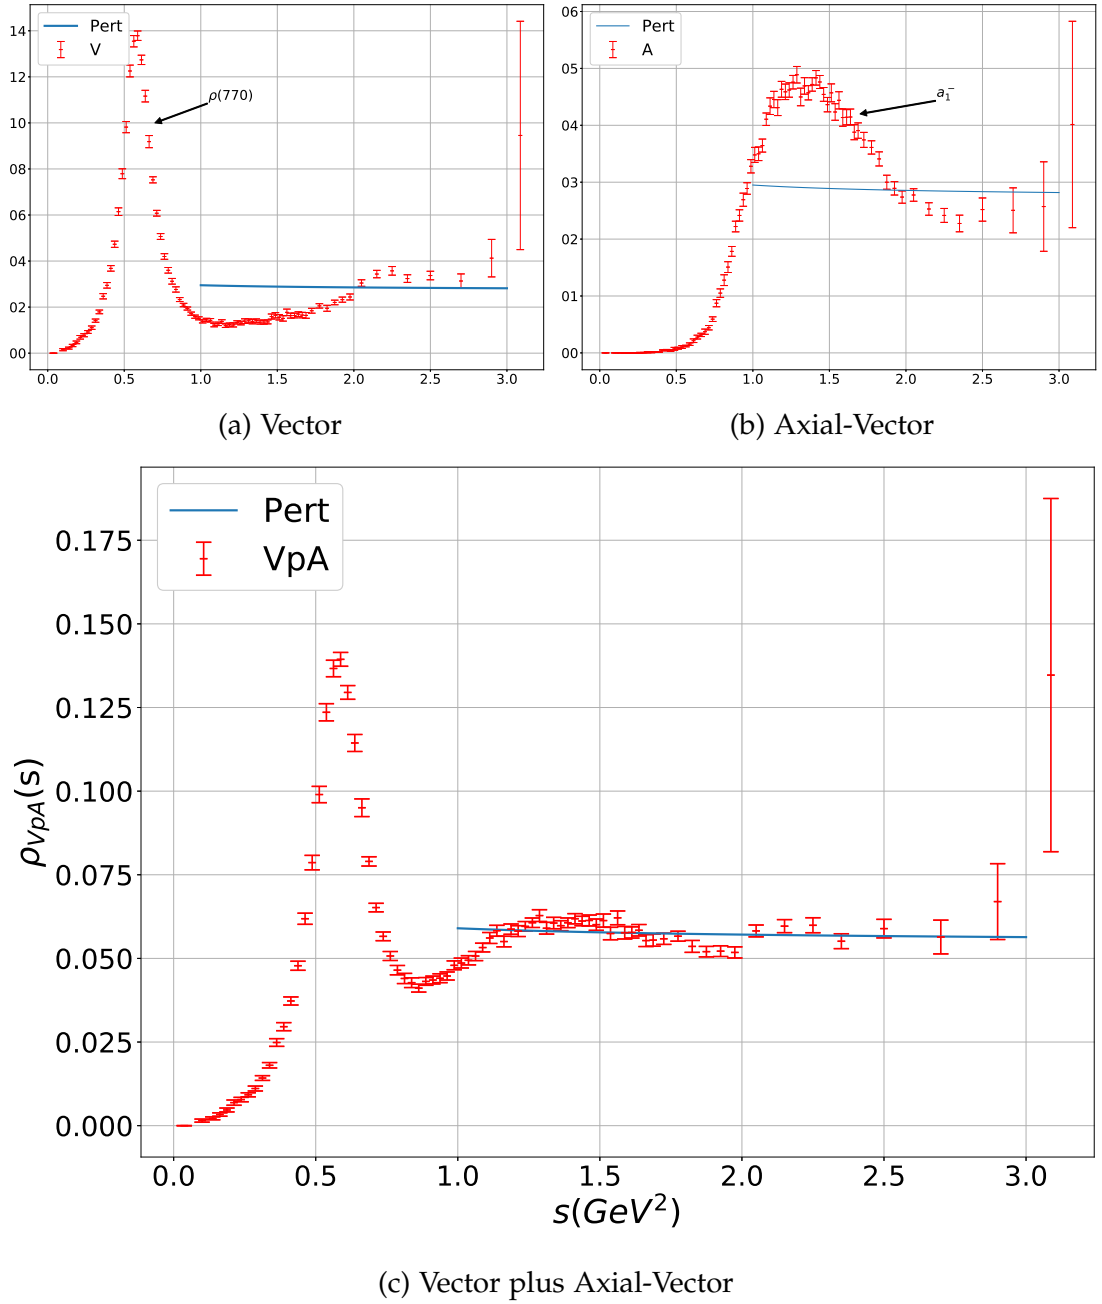 Pert
V
ρ(770)
14
12
10
08
06
04
02
00
0.0 0.5 1.0 1.5 2.0 2.5 3.0
(a) Vector
Pert
A
a₁⁻
06
05
04
03
02
01
00
0.0 0.5 1.0 1.5 2.0 2.5 3.0
(b) Axial-Vector
Pert
VpA
0.175
0.150
0.125
0.100
0.075
0.050
0.025
0.000
ρVpA(s)
0.0 0.5 1.0 1.5 2.0 2.5 3.0
s(GeV²)
(c) Vector plus Axial-Vector